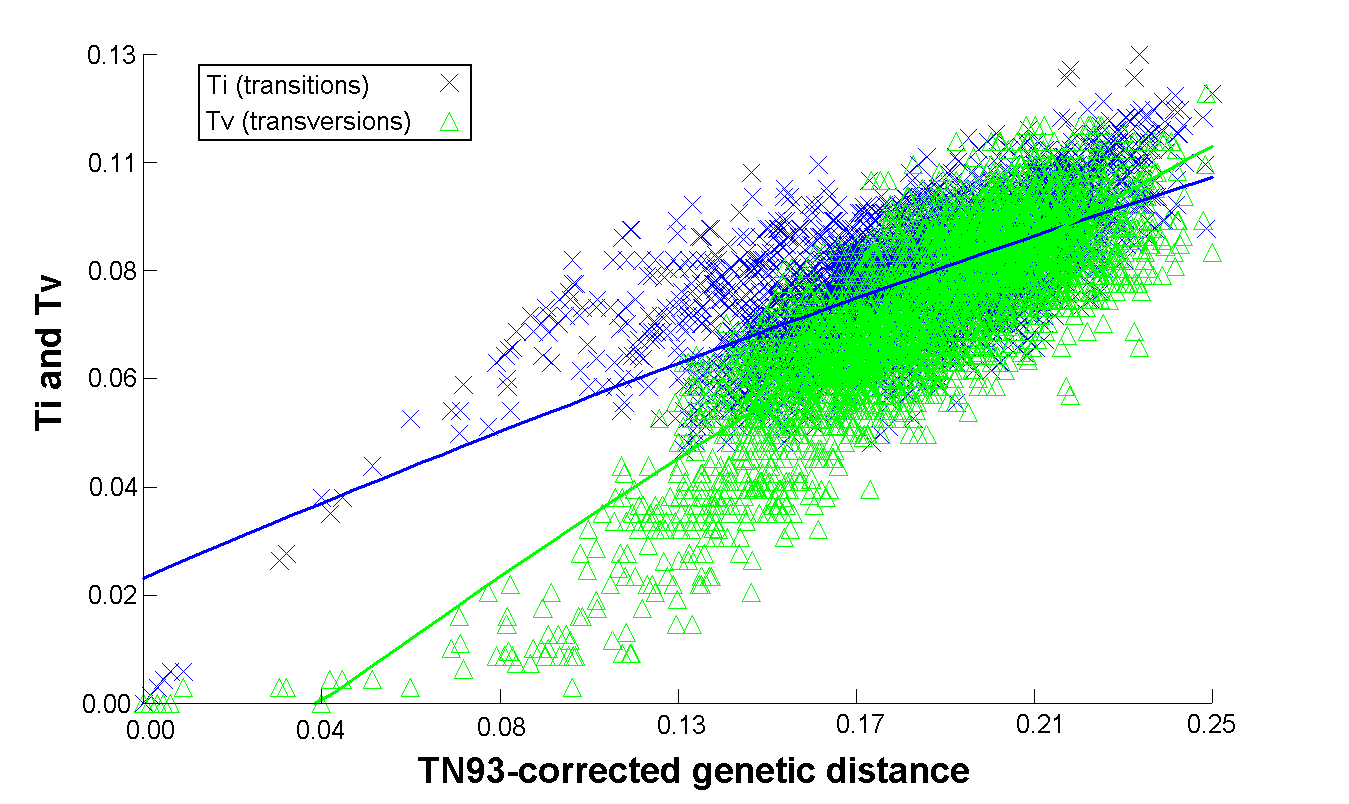 0.13
Ti (transitions)
Tv (transversions)
0.11
0.08
0.06
0.04
0.02
0.00
Ti and Tv
0.00 0.04 0.08 0.13 0.17 0.21 0.25
TN93-corrected genetic distance